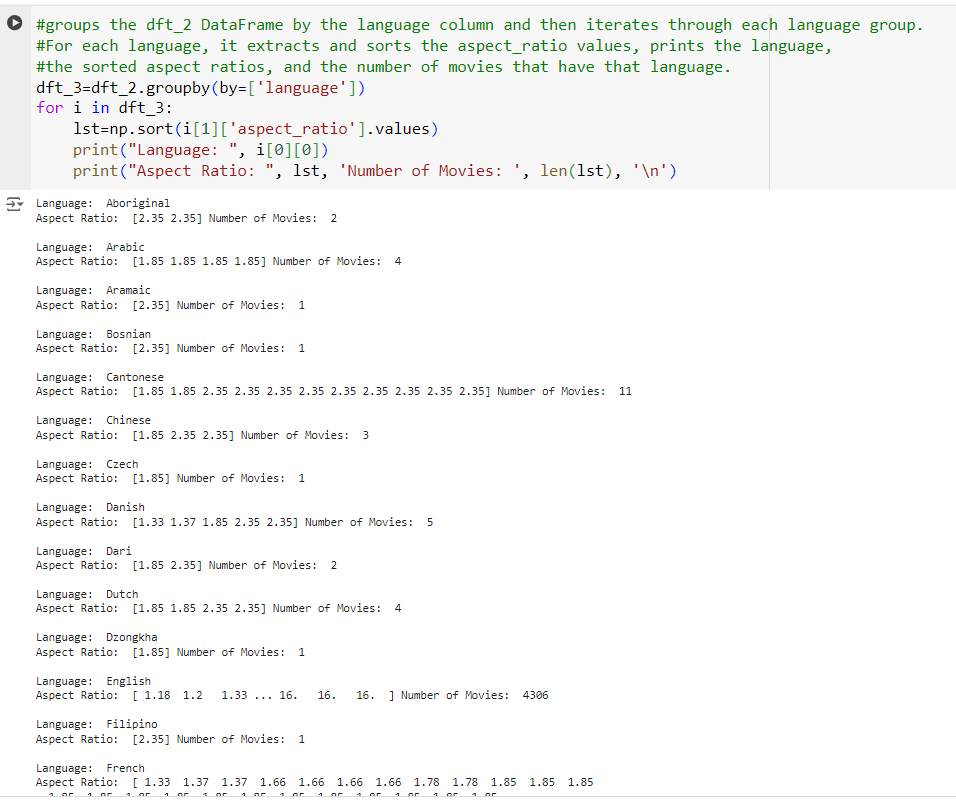 #groups the dft_2 DataFrame by the language column and then iterates through each language group.
#For each language, it extracts and sorts the aspect_ratio values, prints the language,
#the sorted aspect ratios, and the number of movies that have that language.
dft_3=dft_2.groupby(by=['language'])
for i in dft_3:
    lst=np.sort(i[1]['aspect_ratio'].values)
    print("Language: ", i[0][0])
    print("Aspect Ratio: ", lst, 'Number of Movies: ', len(lst), '\n')
Language:  Aboriginal
Aspect Ratio:  [2.35 2.35] Number of Movies:  2
Language:  Arabic
Aspect Ratio:  [1.85 1.85 1.85 1.85] Number of Movies:  4
Language:  Aramaic
Aspect Ratio:  [2.35] Number of Movies:  1
Language:  Bosnian
Aspect Ratio:  [2.35] Number of Movies:  1
Language:  Cantonese
Aspect Ratio:  [1.85 1.85 2.35 2.35 2.35 2.35 2.35 2.35 2.35 2.35 2.35] Number of Movies:  11
Language:  Chinese
Aspect Ratio:  [1.85 2.35 2.35] Number of Movies:  3
Language:  Czech
Aspect Ratio:  [1.85] Number of Movies:  1
Language:  Danish
Aspect Ratio:  [1.33 1.37 1.85 2.35 2.35] Number of Movies:  5
Language:  Dari
Aspect Ratio:  [1.85 2.35] Number of Movies:  2
Language:  Dutch
Aspect Ratio:  [1.85 1.85 2.35 2.35] Number of Movies:  4
Language:  Dzongkha
Aspect Ratio:  [1.85] Number of Movies:  1
Language:  English
Aspect Ratio:  [ 1.18  1.2   1.33 ... 16.   16.   16.  ] Number of Movies:  4306
Language:  Filipino
Aspect Ratio:  [2.35] Number of Movies:  1
Language:  French
Aspect Ratio:  [ 1.33  1.37  1.37  1.66  1.66  1.66  1.66  1.78  1.78  1.85  1.85  1.85